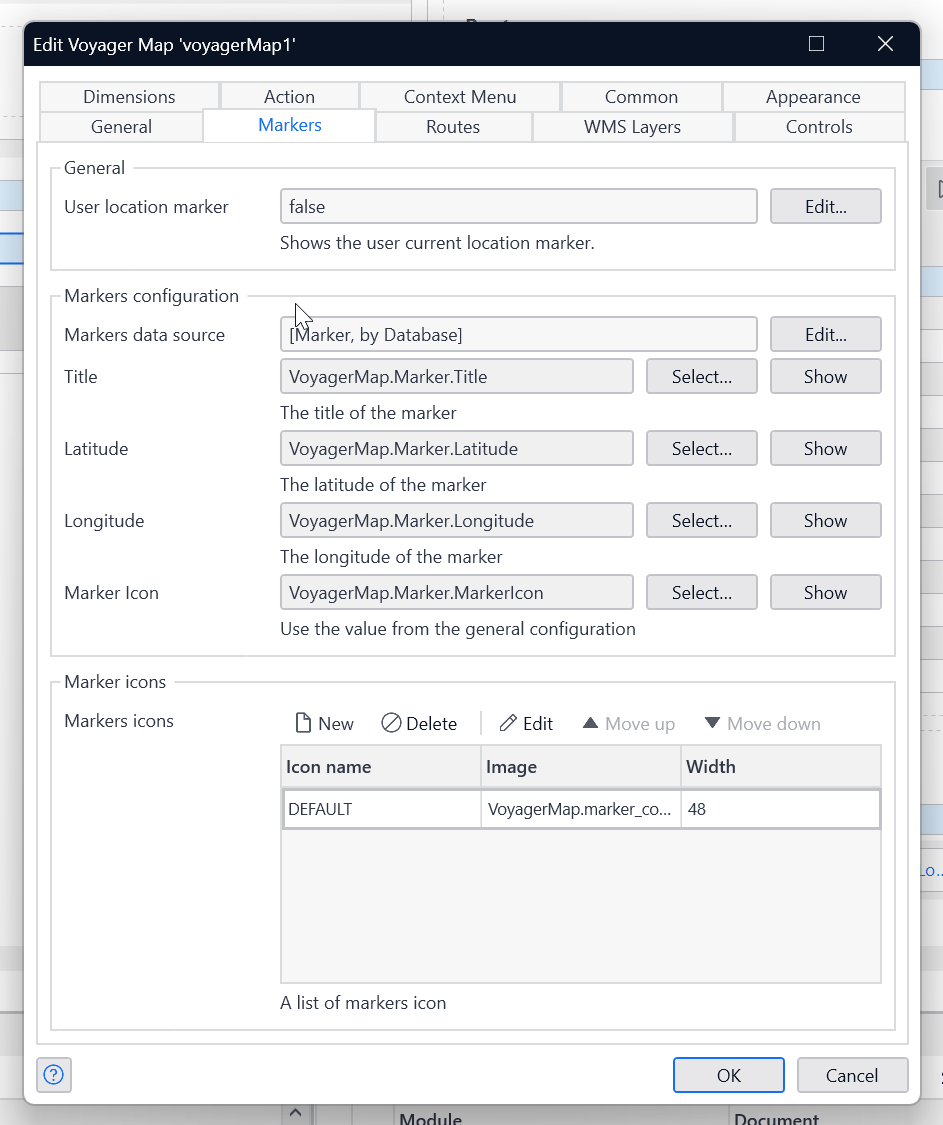 Edit Voyager Map 'voyagerMap1'
Dimensions Action Context Menu Common Appearance
General Markers Routes WMS Layers Controls
General
User location marker false Edit...
Shows the user current location marker.
Markers configuration
Markers data source [Marker, by Database] Edit...
Title VoyagerMap.Marker.Title Select... Show
The title of the marker
Latitude VoyagerMap.Marker.Latitude Select... Show
The latitude of the marker
Longitude VoyagerMap.Marker.Longitude Select... Show
The longitude of the marker
Marker Icon VoyagerMap.Marker.MarkerIcon Select... Show
Use the value from the general configuration
Marker icons
Markers icons New Delete Edit Move up Move down
Icon name Image Width
DEFAULT VoyagerMap.marker_co... 48
Lo...
A list of markers icon
? OK Cancel
Module Document